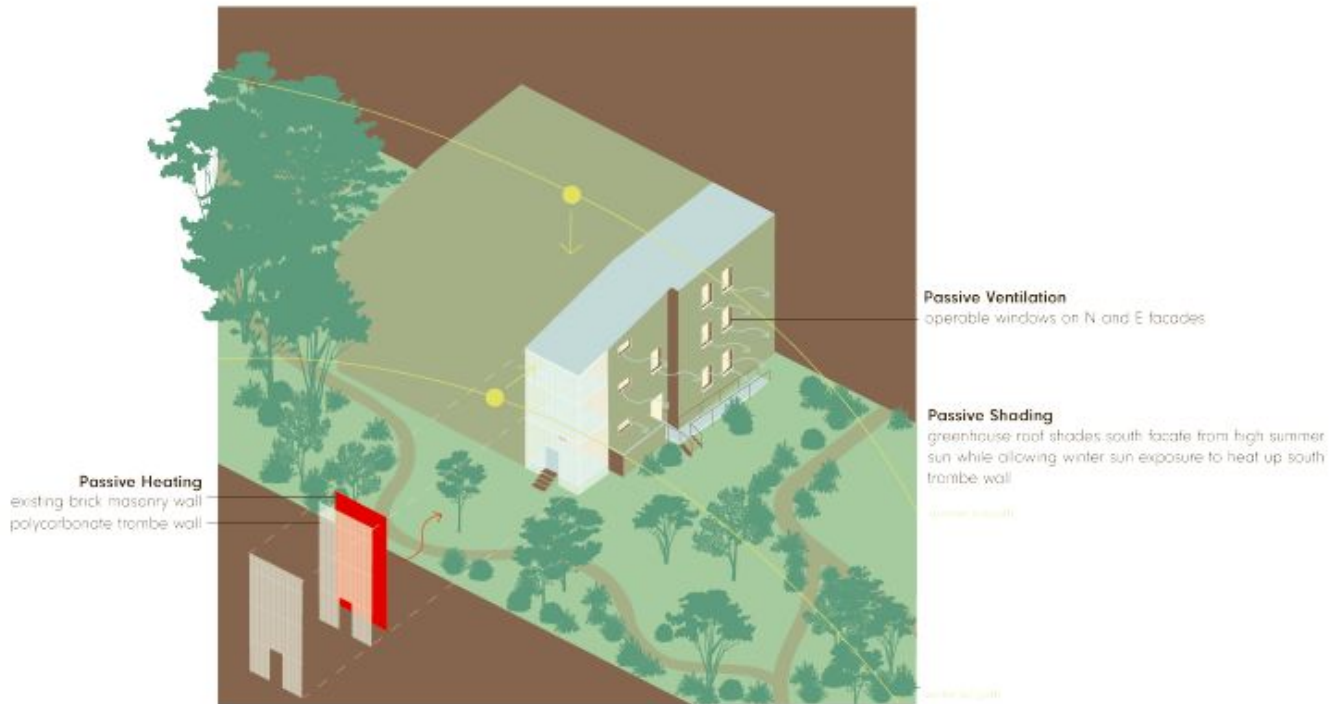 Passive Ventilation
operable windows on N and E facades
Passive Shading
greenhouse roof shades south facate from high summer
sun while allowing winter sun exposure to heat up south
trombe wall
Passive Heating
existing brick masonry wall
polycarbonate trombe wall